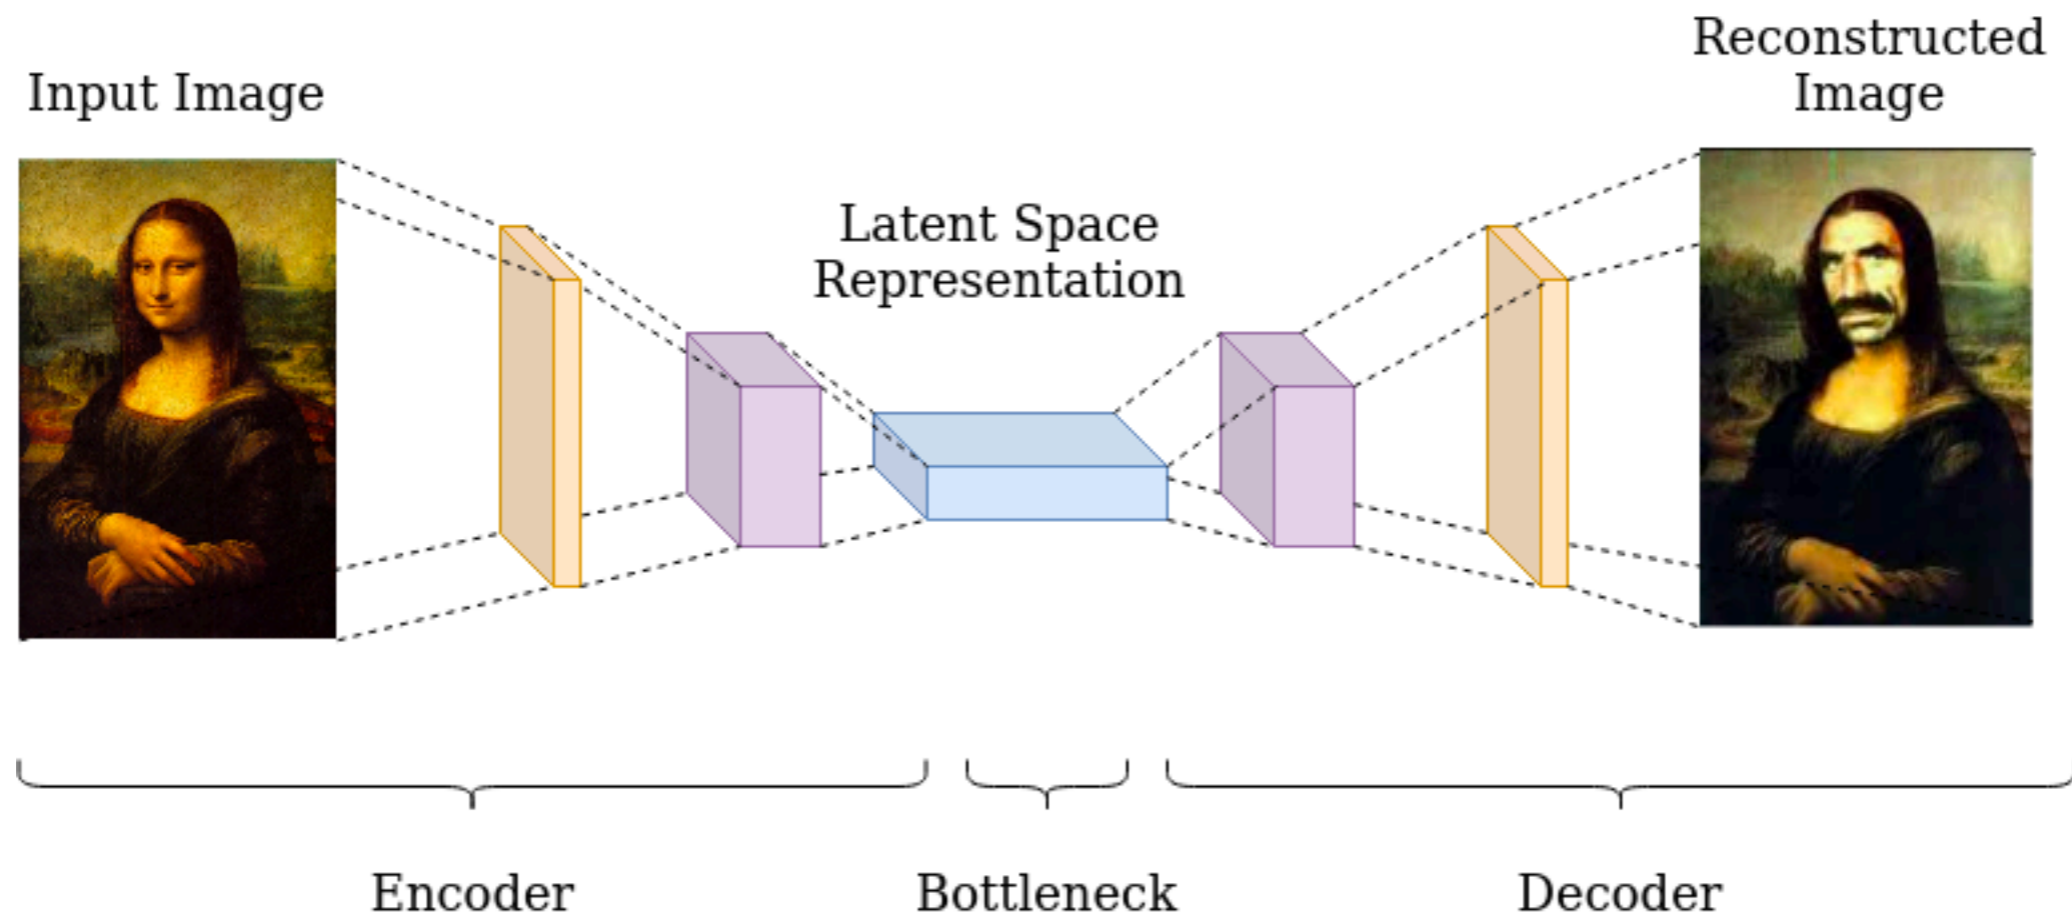 Input Image
Reconstructed
Image
Latent Space
Representation
Encoder
Bottleneck
Decoder